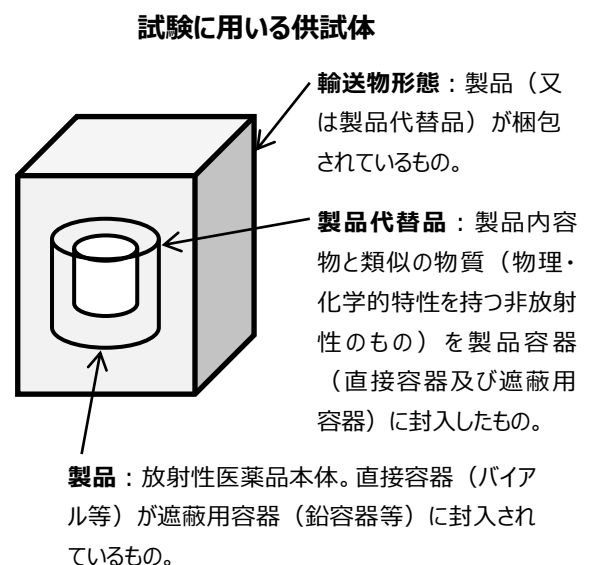 試験に用いる供試体
輸送物形態：製品（又
は製品代替品）が梱包
されているもの。
製品代替品：製品内容
物と類似の物質（物理・
化学的特性を持つ非放射
性のもの）を製品容器
（直接容器及び遮蔽用
容器）に封入したもの。
製品：放射性医薬品本体。直接容器（バイア
ル等）が遮蔽用容器（鉛容器等）に封入され
ているもの。